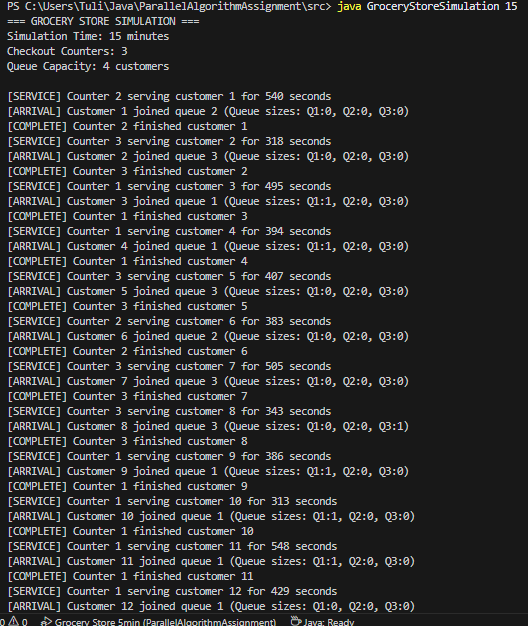 PS C:\Users\Tuli\Java\ParallelAlgorithmAssignment\src> java GroceryStoreSimulation 15
=== GROCERY STORE SIMULATION ===
Simulation Time: 15 minutes
Checkout Counters: 3
Queue Capacity: 4 customers
[SERVICE] Counter 2 serving customer 1 for 540 seconds
[ARRIVAL] Customer 1 joined queue 2 (Queue sizes: Q1:0, Q2:0, Q3:0)
[COMPLETE] Counter 2 finished customer 1
[SERVICE] Counter 3 serving customer 2 for 318 seconds
[ARRIVAL] Customer 2 joined queue 3 (Queue sizes: Q1:0, Q2:0, Q3:0)
[COMPLETE] Counter 3 finished customer 2
[SERVICE] Counter 1 serving customer 3 for 495 seconds
[ARRIVAL] Customer 3 joined queue 1 (Queue sizes: Q1:1, Q2:0, Q3:0)
[COMPLETE] Counter 1 finished customer 3
[SERVICE] Counter 1 serving customer 4 for 394 seconds
[ARRIVAL] Customer 4 joined queue 1 (Queue sizes: Q1:1, Q2:0, Q3:0)
[COMPLETE] Counter 1 finished customer 4
[SERVICE] Counter 3 serving customer 5 for 407 seconds
[ARRIVAL] Customer 5 joined queue 3 (Queue sizes: Q1:0, Q2:0, Q3:0)
[COMPLETE] Counter 3 finished customer 5
[SERVICE] Counter 2 serving customer 6 for 383 seconds
[ARRIVAL] Customer 6 joined queue 2 (Queue sizes: Q1:0, Q2:0, Q3:0)
[COMPLETE] Counter 2 finished customer 6
[SERVICE] Counter 3 serving customer 7 for 505 seconds
[ARRIVAL] Customer 7 joined queue 3 (Queue sizes: Q1:0, Q2:0, Q3:0)
[COMPLETE] Counter 3 finished customer 7
[SERVICE] Counter 3 serving customer 8 for 343 seconds
[ARRIVAL] Customer 8 joined queue 3 (Queue sizes: Q1:0, Q2:0, Q3:1)
[COMPLETE] Counter 3 finished customer 8
[SERVICE] Counter 1 serving customer 9 for 386 seconds
[ARRIVAL] Customer 9 joined queue 1 (Queue sizes: Q1:1, Q2:0, Q3:0)
[COMPLETE] Counter 1 finished customer 9
[SERVICE] Counter 1 serving customer 10 for 313 seconds
[ARRIVAL] Customer 10 joined queue 1 (Queue sizes: Q1:1, Q2:0, Q3:0)
[COMPLETE] Counter 1 finished customer 10
[SERVICE] Counter 1 serving customer 11 for 548 seconds
[ARRIVAL] Customer 11 joined queue 1 (Queue sizes: Q1:1, Q2:0, Q3:0)
[COMPLETE] Counter 1 finished customer 11
[SERVICE] Counter 1 serving customer 12 for 429 seconds
[ARRIVAL] Customer 12 joined queue 1 (Queue sizes: Q1:0, Q2:0, Q3:0)
0 0 Grocery Store 5min (ParallelAlgorithmAssignment) Java: Ready